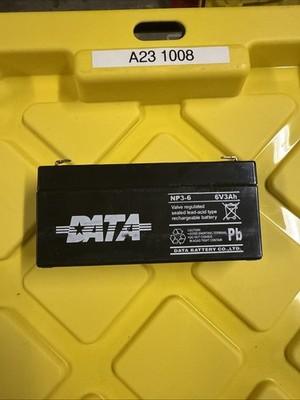 A23 1008
DATA
NP3-6 6V3Ah
Valve regulated
sealed lead-acid type
rechargeable battery
CAUTION:
Pb
DATA BATTERY CO.,LTD.